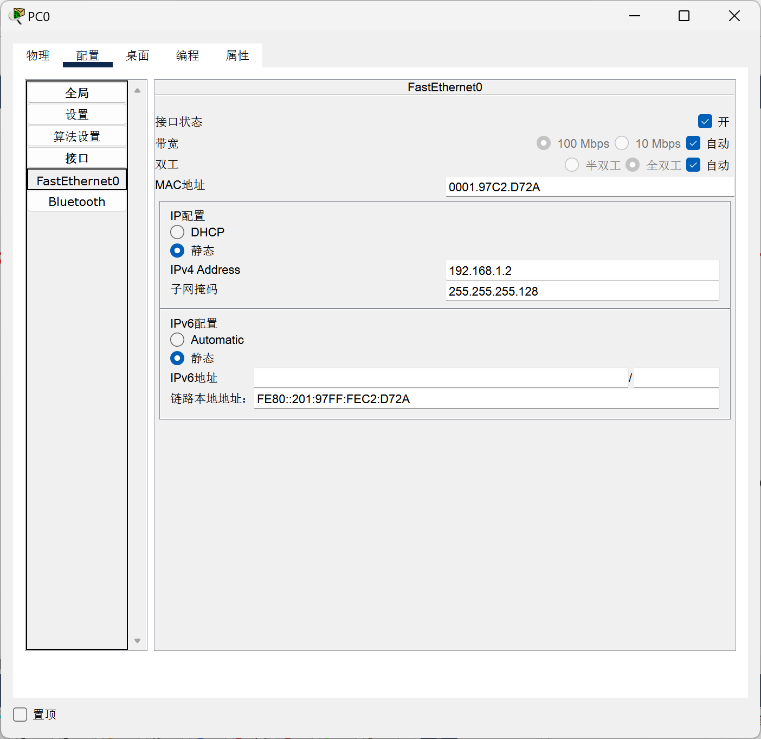 PC0
物理 配置 桌面 编程 属性
全局
设置
算法设置
接口
FastEthernet0
Bluetooth
FastEthernet0
接口状态 开
带宽 100 Mbps 10 Mbps 自动
双工 半双工 全双工 自动
MAC地址 0001.97C2.D72A
IP配置
DHCP
静态
IPv4 Address 192.168.1.2
子网掩码 255.255.255.128
IPv6配置
Automatic
静态
IPv6地址 /
链路本地地址: FE80::201:97FF:FEC2:D72A
置顶